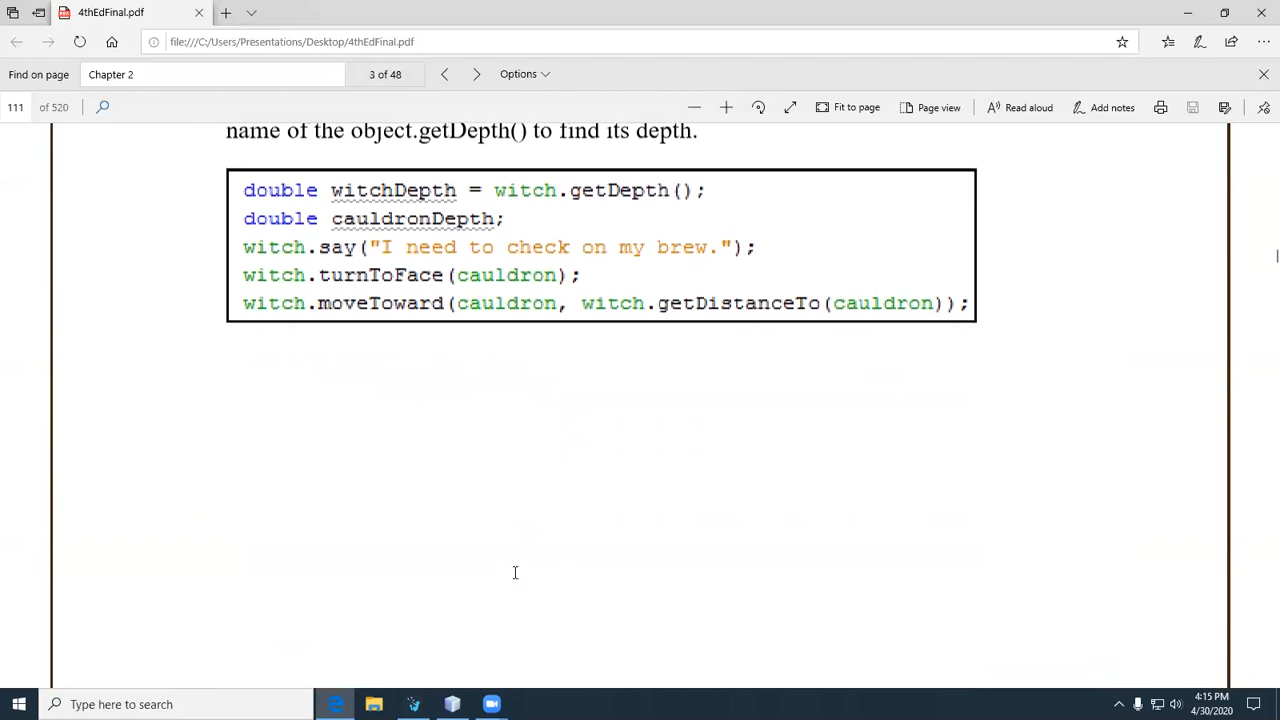 4thEdFinal.pdf
file:///C:/Users/Presentations/Desktop/4thEdFinal.pdf
Find on page
Chapter 2
3 of 48
Options
111
of 520
Fit to page
Page view
Read aloud
Add notes
name of the object.getDepth() to find its depth.
double witchDepth = witch.getDepth();
double cauldronDepth;
witch.say("I need to check on my brew.");
witch.turnToFace(cauldron);
witch.moveToward(cauldron, witch.getDistanceTo(cauldron));
Type here to search
4:15 PM
4/30/2020